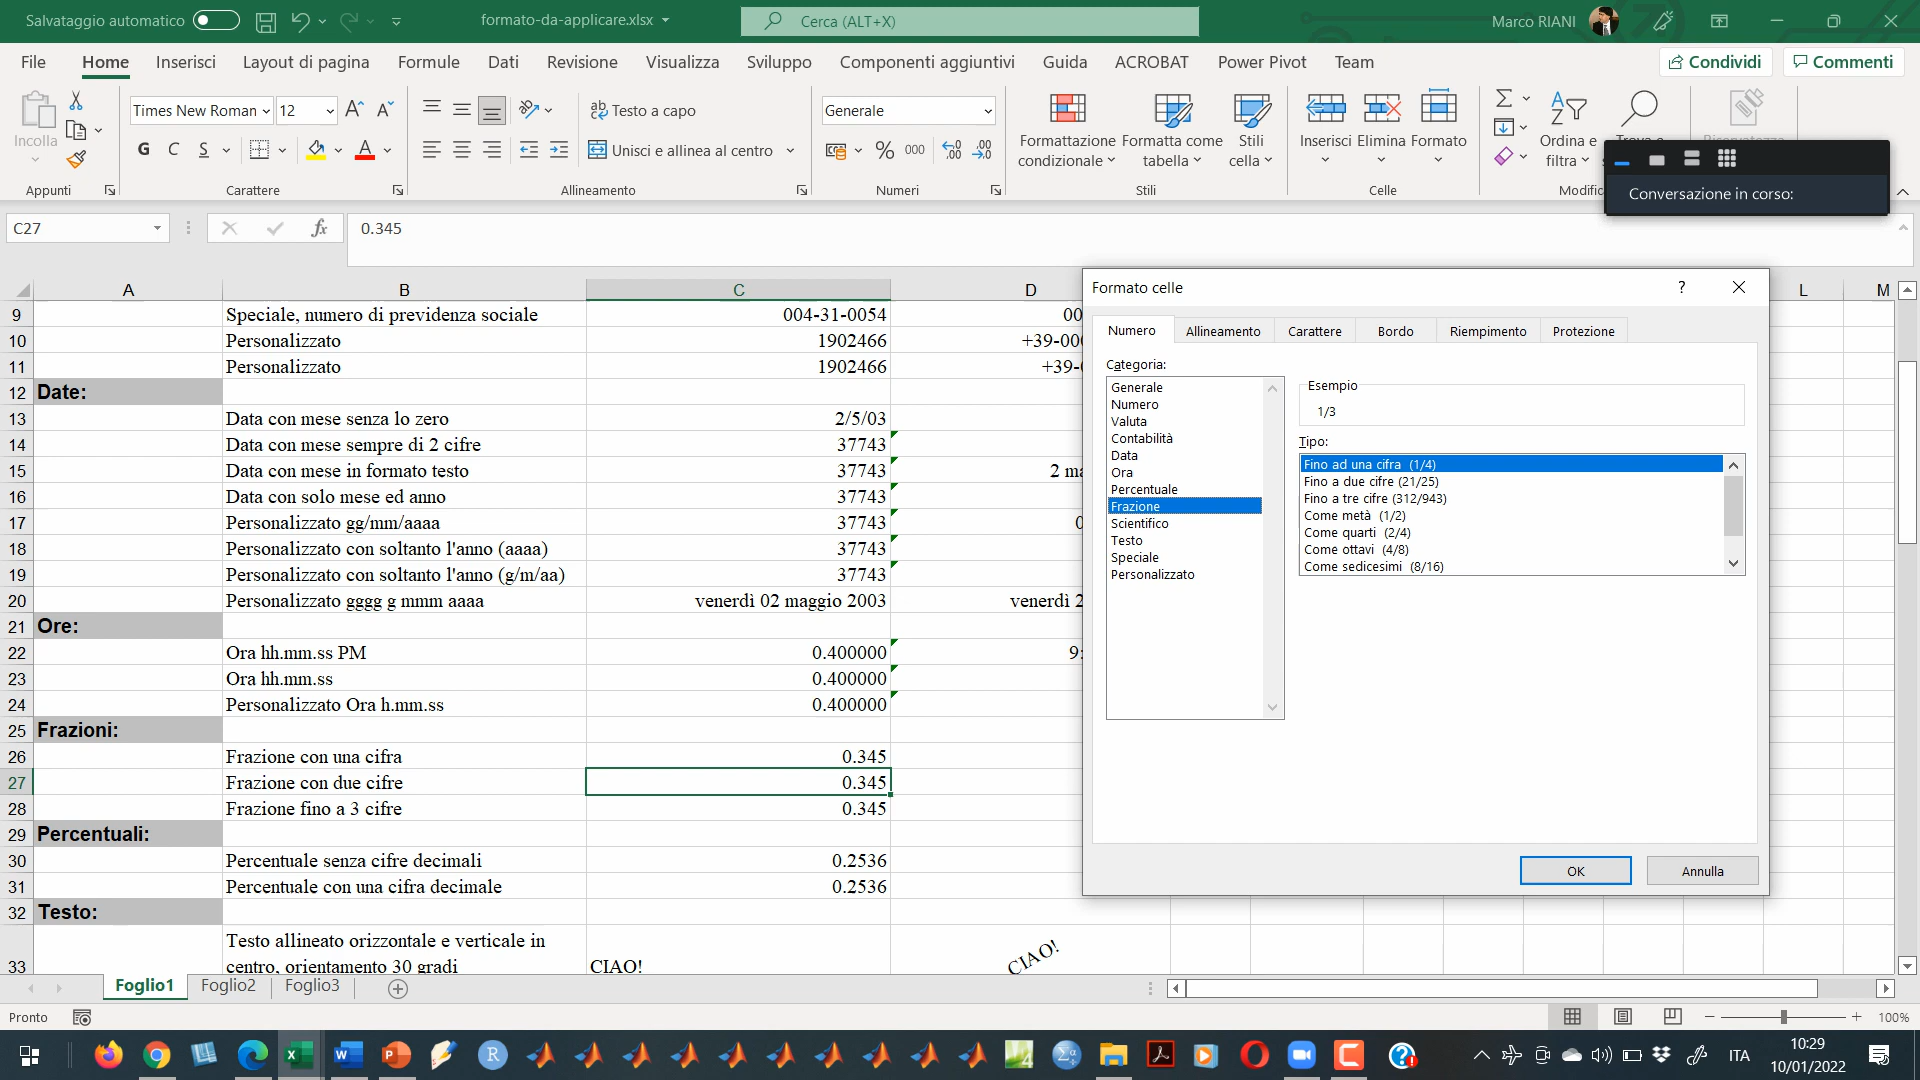 Salvataggio automatico
formato-da-applicare.xlsx
Cerca (ALT+X)
Marco RIANI
File Home Inserisci Layout di pagina Formule Dati Revisione Visualizza Sviluppo Componenti aggiuntivi Guida ACROBAT Power Pivot Team
Condividi Commenti
Incolla
Appunti
Times New Roman 12
G C S
Carattere
Testo a capo
Unisci e allinea al centro
Allineamento
Generale
% 000
Numeri
Formattazione condizionale
Formatta come tabella
Stili cella
Stili
Inserisci Elimina Formato
Celle
Ordina e filtra
Conversazione in corso:
C27 fx 0.345
A B C D L M
9 Speciale, numero di previdenza sociale 004-31-0054 00
10 Personalizzato 1902466 +39-00
11 Personalizzato 1902466 +39-
12 Date:
13 Data con mese senza lo zero 2/5/03
14 Data con mese sempre di 2 cifre 37743
15 Data con mese in formato testo 37743 2 ma
16 Data con solo mese ed anno 37743
17 Personalizzato gg/mm/aaaa 37743 0
18 Personalizzato con soltanto l'anno (aaaa) 37743
19 Personalizzato con soltanto l'anno (g/m/aa) 37743
20 Personalizzato gggg g mmm aaaa venerdì 02 maggio 2003 venerdì 2
21 Ore:
22 Ora hh.mm.ss PM 0.400000 9:
23 Ora hh.mm.ss 0.400000
24 Personalizzato Ora h.mm.ss 0.400000
25 Frazioni:
26 Frazione con una cifra 0.345
27 Frazione con due cifre 0.345
28 Frazione fino a 3 cifre 0.345
29 Percentuali:
30 Percentuale senza cifre decimali 0.2536
31 Percentuale con una cifra decimale 0.2536
32 Testo:
Testo allineato orizzontale e verticale in
33 centro, orientamento 30 gradi CIAO! CIAO!
Formato celle ?
Numero Allineamento Carattere Bordo Riempimento Protezione
Categoria:
Generale
Numero
Valuta
Contabilità
Data
Ora
Percentuale
Frazione
Scientifico
Testo
Speciale
Personalizzato
Esempio
1/3
Tipo:
Fino ad una cifra (1/4)
Fino a due cifre (21/25)
Fino a tre cifre (312/943)
Come metà (1/2)
Come quarti (2/4)
Come ottavi (4/8)
Come sedicesimi (8/16)
OK Annulla
Foglio1 Foglio2 Foglio3
Pronto
100%
ITA
10:29
10/01/2022